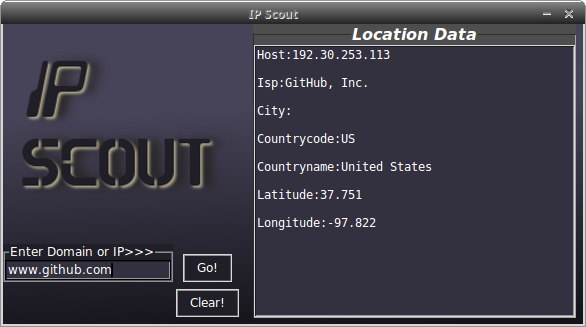 IP Scout
IP
SCOUT
Enter Domain or IP>>>
www.github.com
Go!
Clear!
Location Data
Host:192.30.253.113
Isp:GitHub, Inc.
City:
Countrycode:US
Countryname:United States
Latitude:37.751
Longitude:-97.822